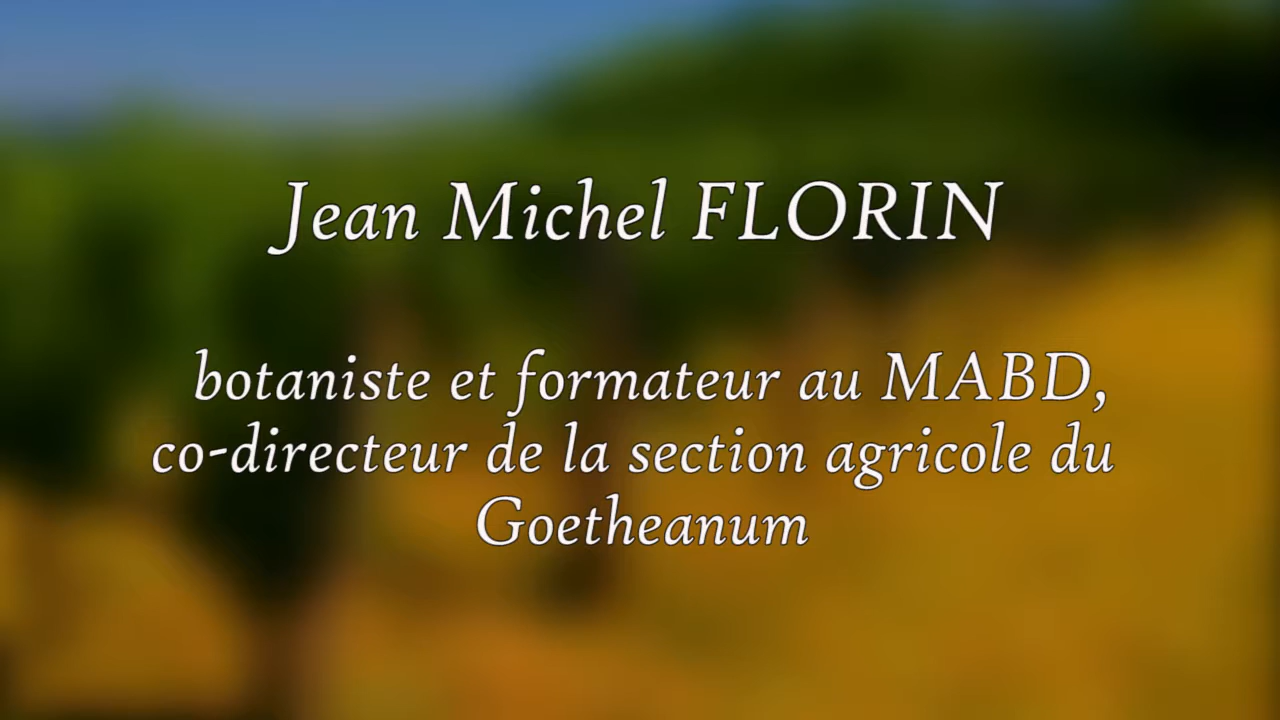 Jean Michel FLORIN
botaniste et formateur au MABD,
co-directeur de la section agricole du
Goetheanum